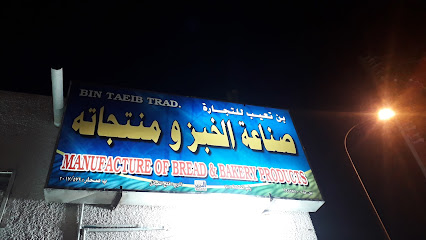 BIN TAEIB TRAD.
بن تعيب للتجارة
صناعة الخبز و منتجاته
MANUFACTURE OF BREAD & BAKERY PRODUCTS